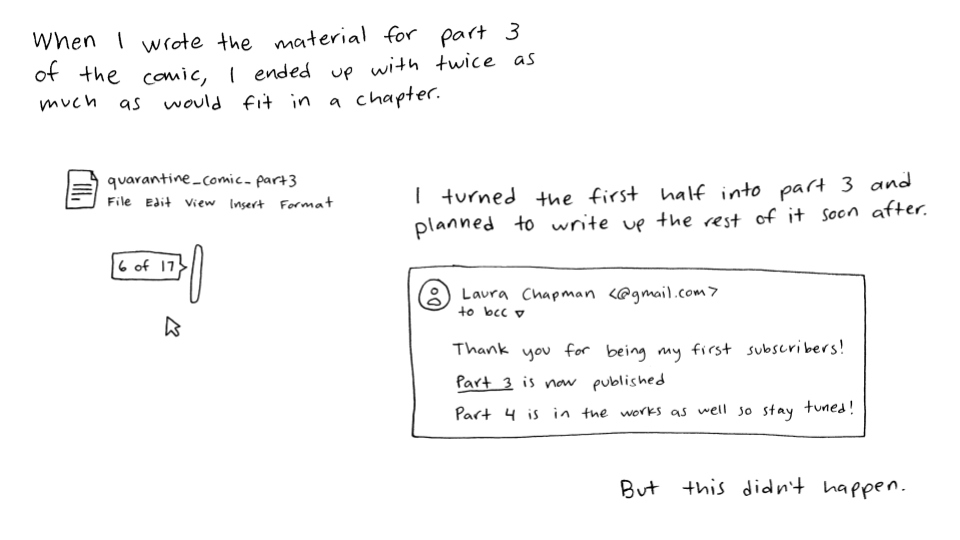 When I wrote the material for part 3
of the comic, I ended up with twice as
much as would fit in a chapter.
quarantine_comic_part3
File Edit View Insert Format
6 of 17
I turned the first half into part 3 and
planned to write up the rest of it soon after.
Laura Chapman <@gmail.com>
to bcc
Thank you for being my first subscribers!
Part 3 is now published
Part 4 is in the works as well so stay tuned!
But this didn't happen.